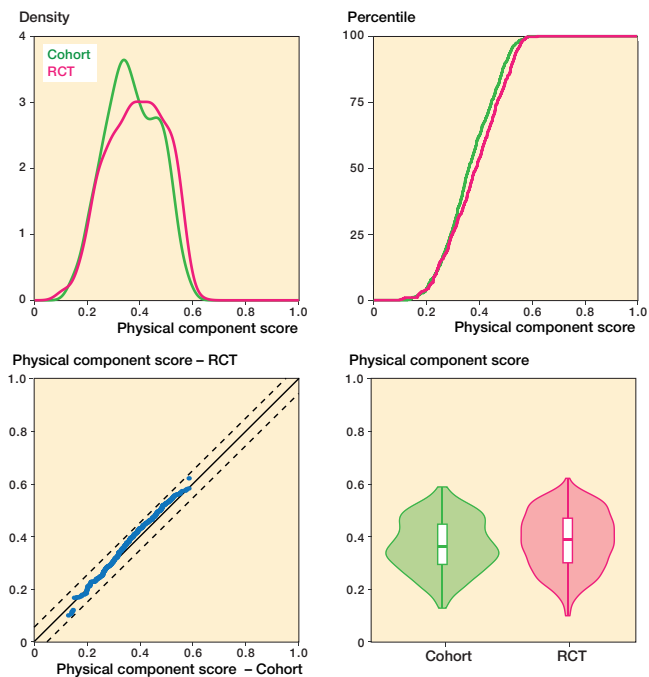 Density
4
3
2
1
0
Cohort
RCT
0 0.2 0.4 0.6 0.8 1.0
Physical component score
Percentile
100
75
50
25
0
0 0.2 0.4 0.6 0.8 1.0
Physical component score
Physical component score – RCT
1.0
0.8
0.6
0.4
0.2
0
0 0.2 0.4 0.6 0.8 1.0
Physical component score – Cohort
Physical component score
1.0
0.8
0.6
0.4
0.2
0
Cohort RCT